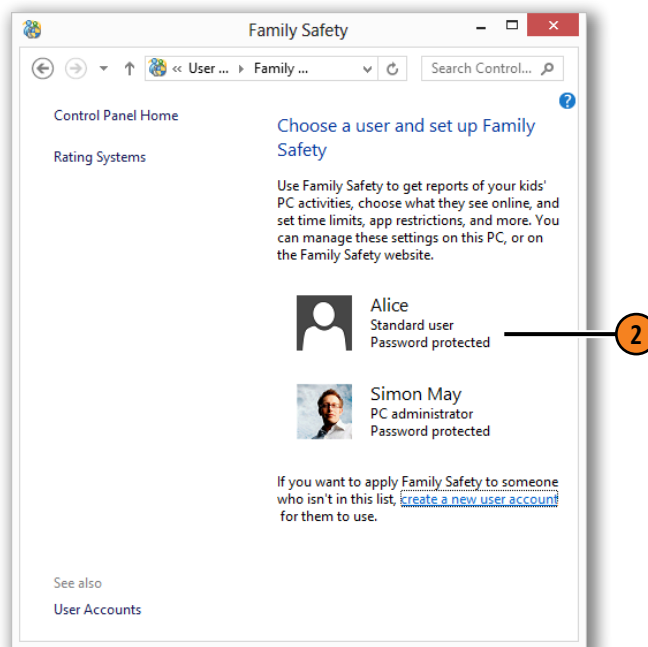 Family Safety
« User ... ▸ Family ...
Search Control...
Control Panel Home
Rating Systems
?
Choose a user and set up Family
Safety
Use Family Safety to get reports of your kids'
PC activities, choose what they see online, and
set time limits, app restrictions, and more. You
can manage these settings on this PC, or on
the Family Safety website.
Alice
Standard user
Password protected
2
Simon May
PC administrator
Password protected
If you want to apply Family Safety to someone
who isn't in this list, create a new user account
for them to use.
See also
User Accounts